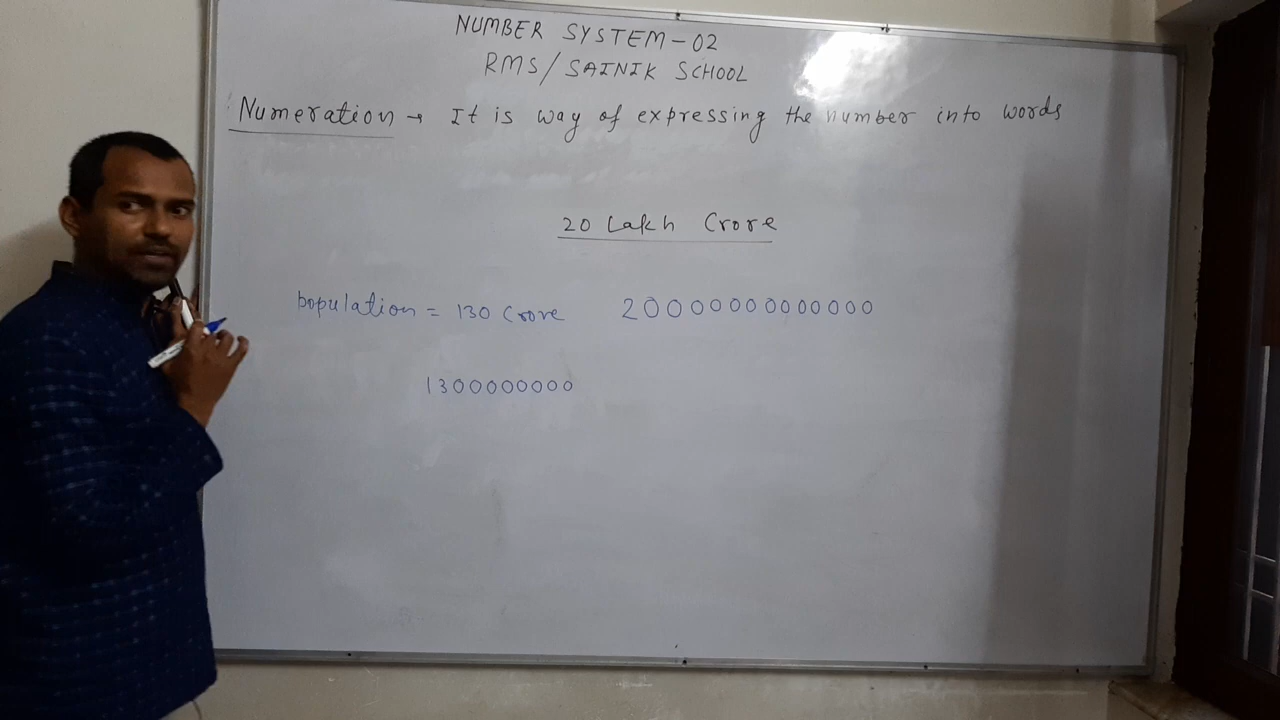 NUMBER SYSTEM-02
RMS/SAINIK SCHOOL
Numeration → It is way of expressing the number into words
20 Lakh Crore
population = 130 Crore 20000000000000
1300000000